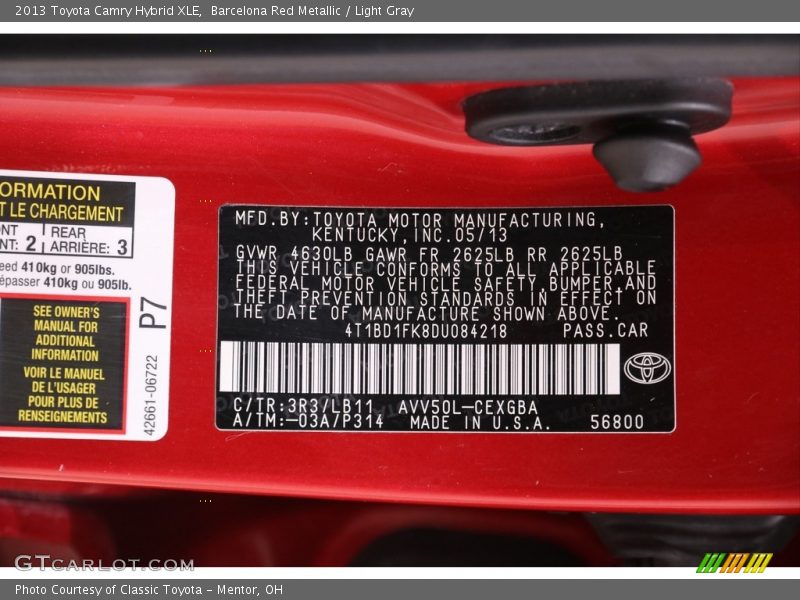 2013 Toyota Camry Hybrid XLE,  Barcelona Red Metallic / Light Gray
ORMATION
T LE CHARGEMENT
NT
NT: 2
REAR
ARRIÈRE: 3
eed 410kg or 905lbs.
épasser 410kg ou 905lb.
SEE OWNER'S
MANUAL FOR
ADDITIONAL
INFORMATION
VOIR LE MANUEL
DE L'USAGER
POUR PLUS DE
RENSEIGNEMENTS
P7
42661-06722
MFD.BY:TOYOTA MOTOR MANUFACTURING,
KENTUCKY,INC.05/13
GVWR 4630LB GAWR FR 2625LB RR 2625LB
THIS VEHICLE CONFORMS TO ALL APPLICABLE
FEDERAL MOTOR VEHICLE SAFETY,BUMPER,AND
THEFT PREVENTION STANDARDS IN EFFECT ON
THE DATE OF MANUFACTURE SHOWN ABOVE.
4T1BD1FK8DU084218 PASS.CAR
C/TR:3R37LB11 AVV50L-CEXGBA
A/TM:-03A/P314 MADE IN U.S.A. 56800
GTCARLOT.COM
Photo Courtesy of Classic Toyota - Mentor, OH